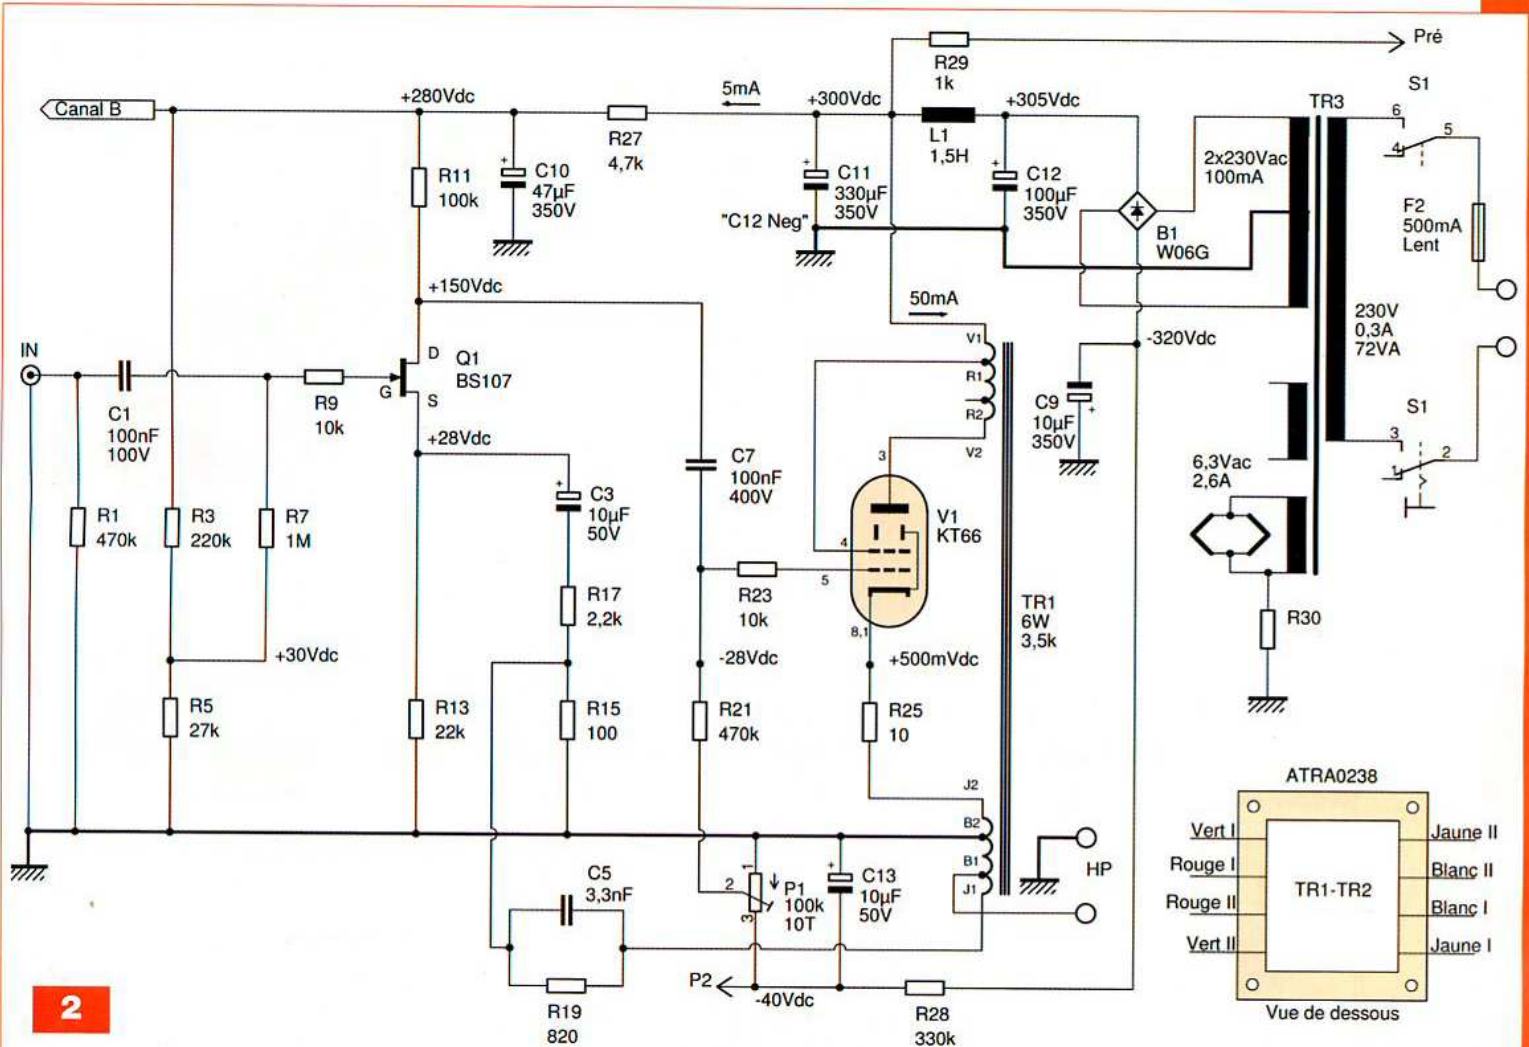 Pré
R29
1k
S1
Canal B
+280Vdc
5mA
+300Vdc
+305Vdc
TR3
6
5
4
R27
4,7k
L1
1,5H
2x230Vac
100mA
R11
100k
C10
47µF
350V
C11
330µF
350V
C12
100µF
350V
"C12 Neg"
B1
W06G
F2
500mA
Lent
+150Vdc
50mA
230V
0,3A
72VA
-320Vdc
IN
D
G
S
Q1
BS107
V1
R1
R2
V2
C1
100nF
100V
R9
10k
C9
10µF
350V
S1
3
2
1
+28Vdc
C7
100nF
400V
3
6,3Vac
2,6A
C3
10µF
50V
V1
KT66
R1
470k
R3
220k
R7
1M
4
5
R23
10k
R17
2,2k
TR1
6W
3,5k
R30
8,1
+30Vdc
-28Vdc
+500mVdc
R5
27k
R13
22k
R15
100
R21
470k
R25
10
J2
B2
B1
J1
ATRA0238
Vert I
Rouge I
Rouge II
Vert II
TR1-TR2
Jaune II
Blanc II
Blanc I
Jaune I
Vue de dessous
HP
C5
3,3nF
1
2
3
P1
100k
10T
C13
10µF
50V
P2
-40Vdc
R19
820
R28
330k
2